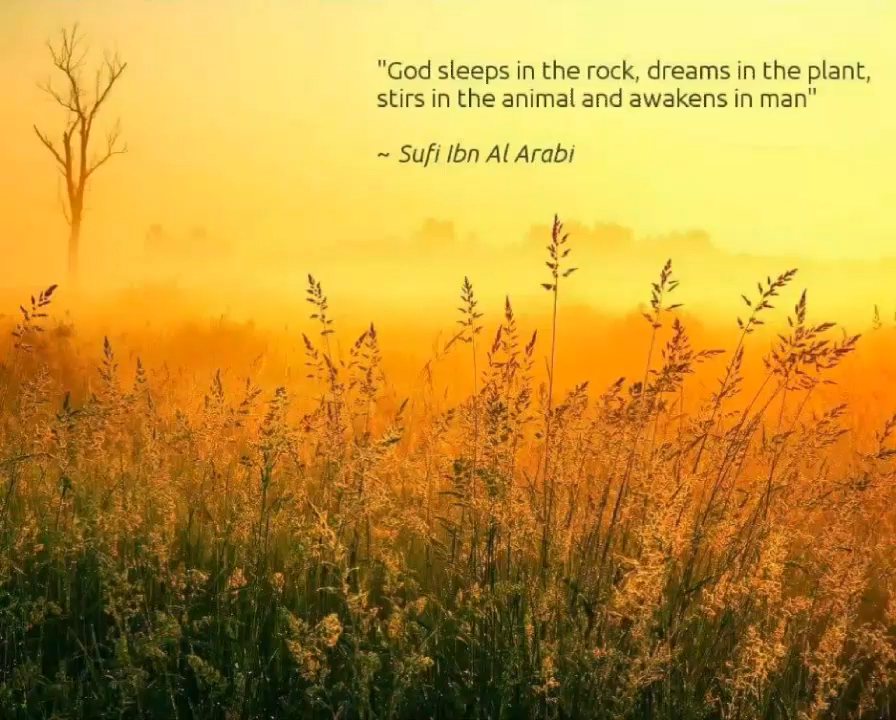 "God sleeps in the rock, dreams in the plant,
stirs in the animal and awakens in man"
~ Sufi Ibn Al Arabi